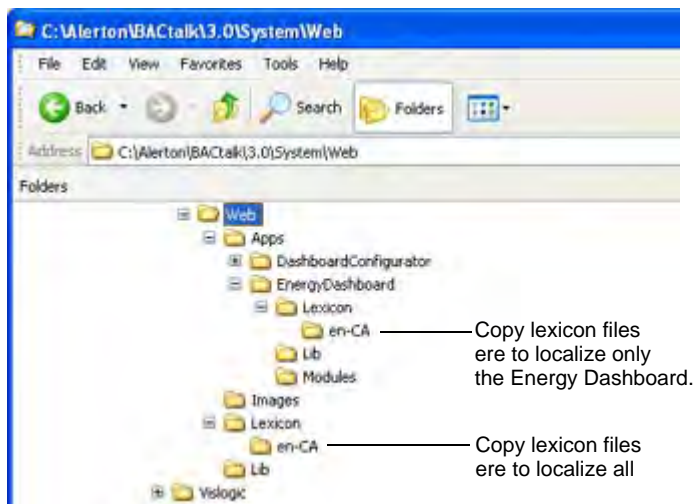 C:\Alerton\BACtalk\3.0\System\Web
File Edit View Favorites Tools Help
Back Search Folders
Address C:\Alerton\BACtalk\3.0\System\Web
Folders
Web
Apps
DashboardConfigurator
EnergyDashboard
Lexicon
en-CA
Copy lexicon files
ere to localize only
the Energy Dashboard.
Lib
Modules
Images
Lexicon
en-CA
Copy lexicon files
ere to localize all
Lib
Vislogic